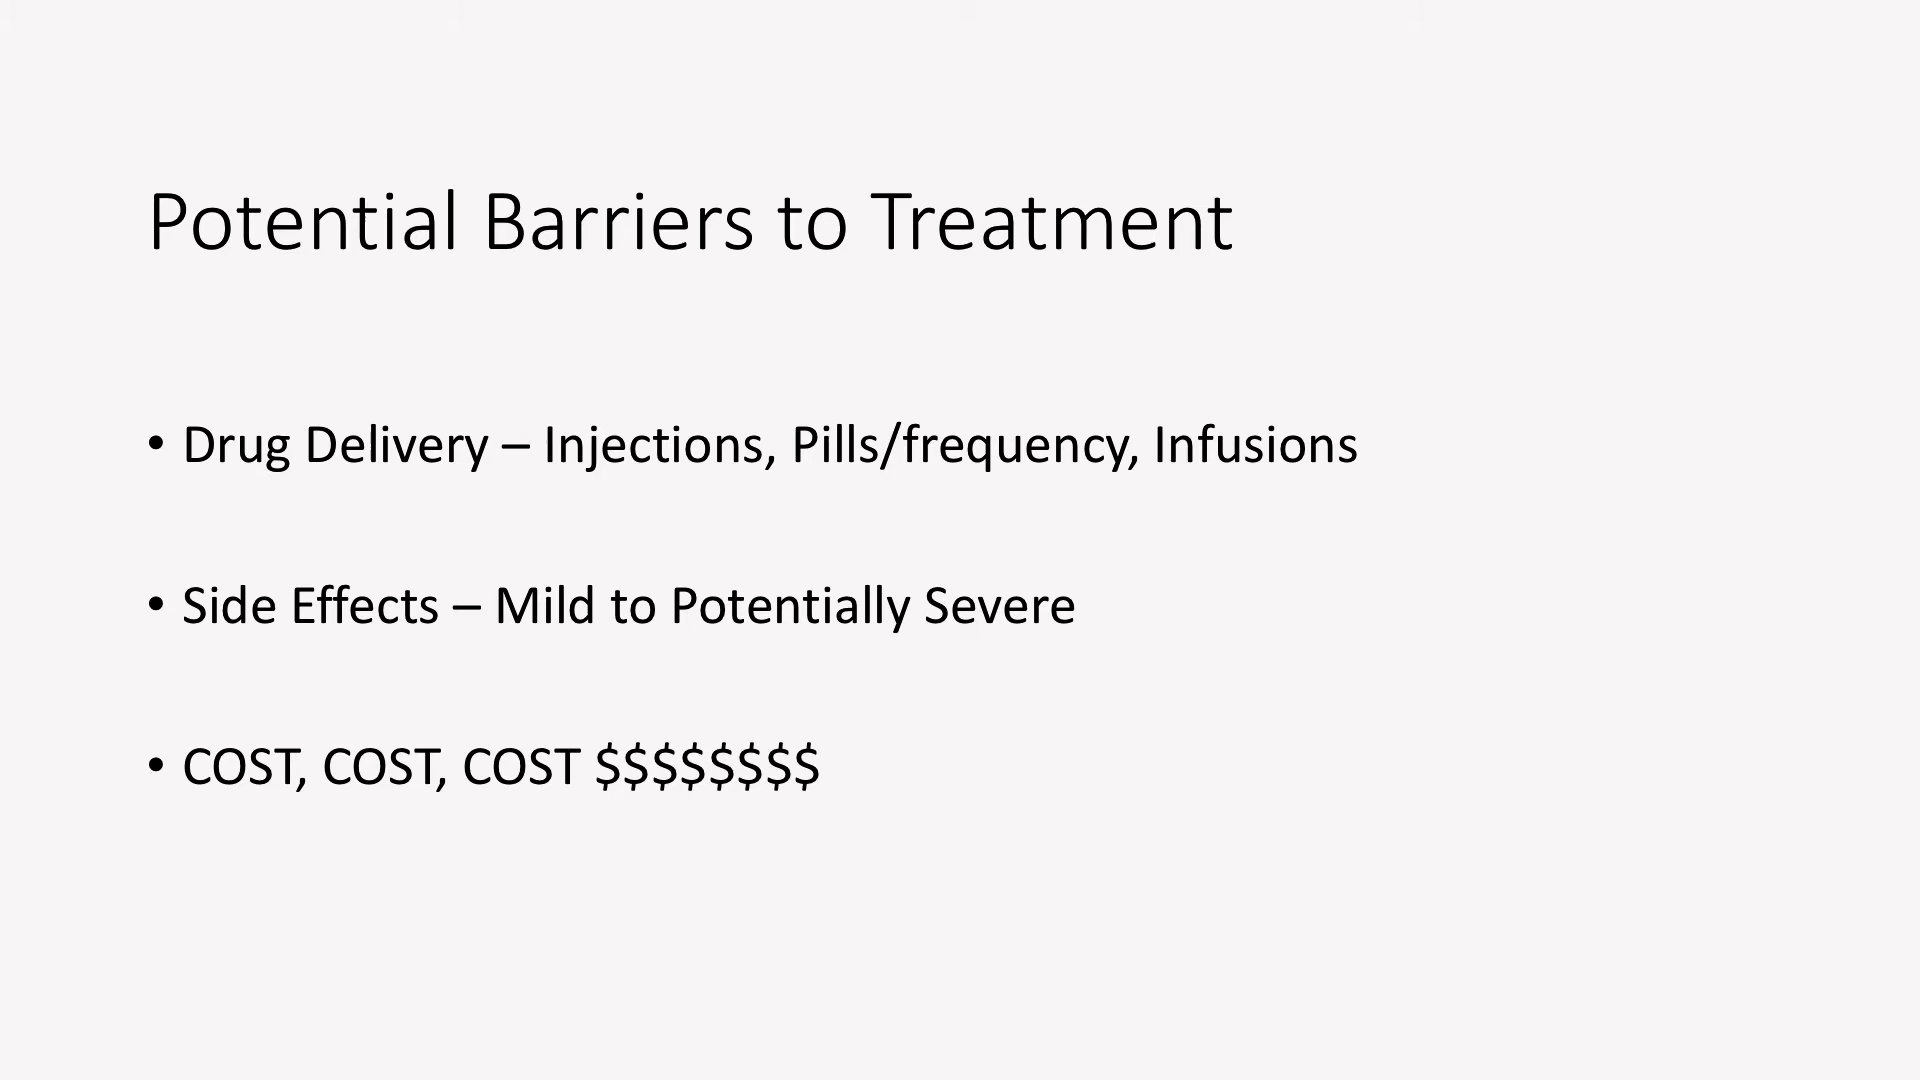 Potential Barriers to Treatment
• Drug Delivery – Injections, Pills/frequency, Infusions
• Side Effects – Mild to Potentially Severe
• COST, COST, COST $$$$$$$$